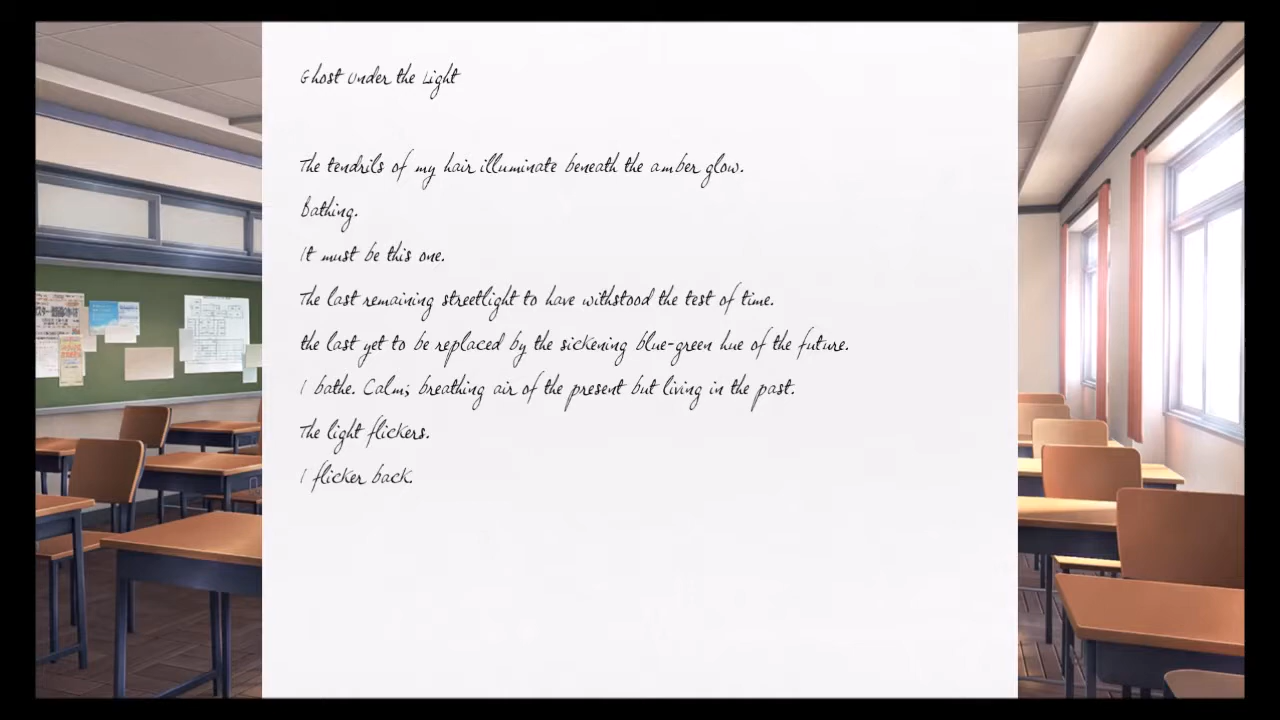 Ghost Under the Light
The tendrils of my hair illuminate beneath the amber glow.
Bathing.
It must be this one.
The last remaining streetlight to have withstood the test of time.
the last yet to be replaced by the sickening blue-green hue of the future.
I bathe. Calm; breathing air of the present but living in the past.
The light flickers.
I flicker back.